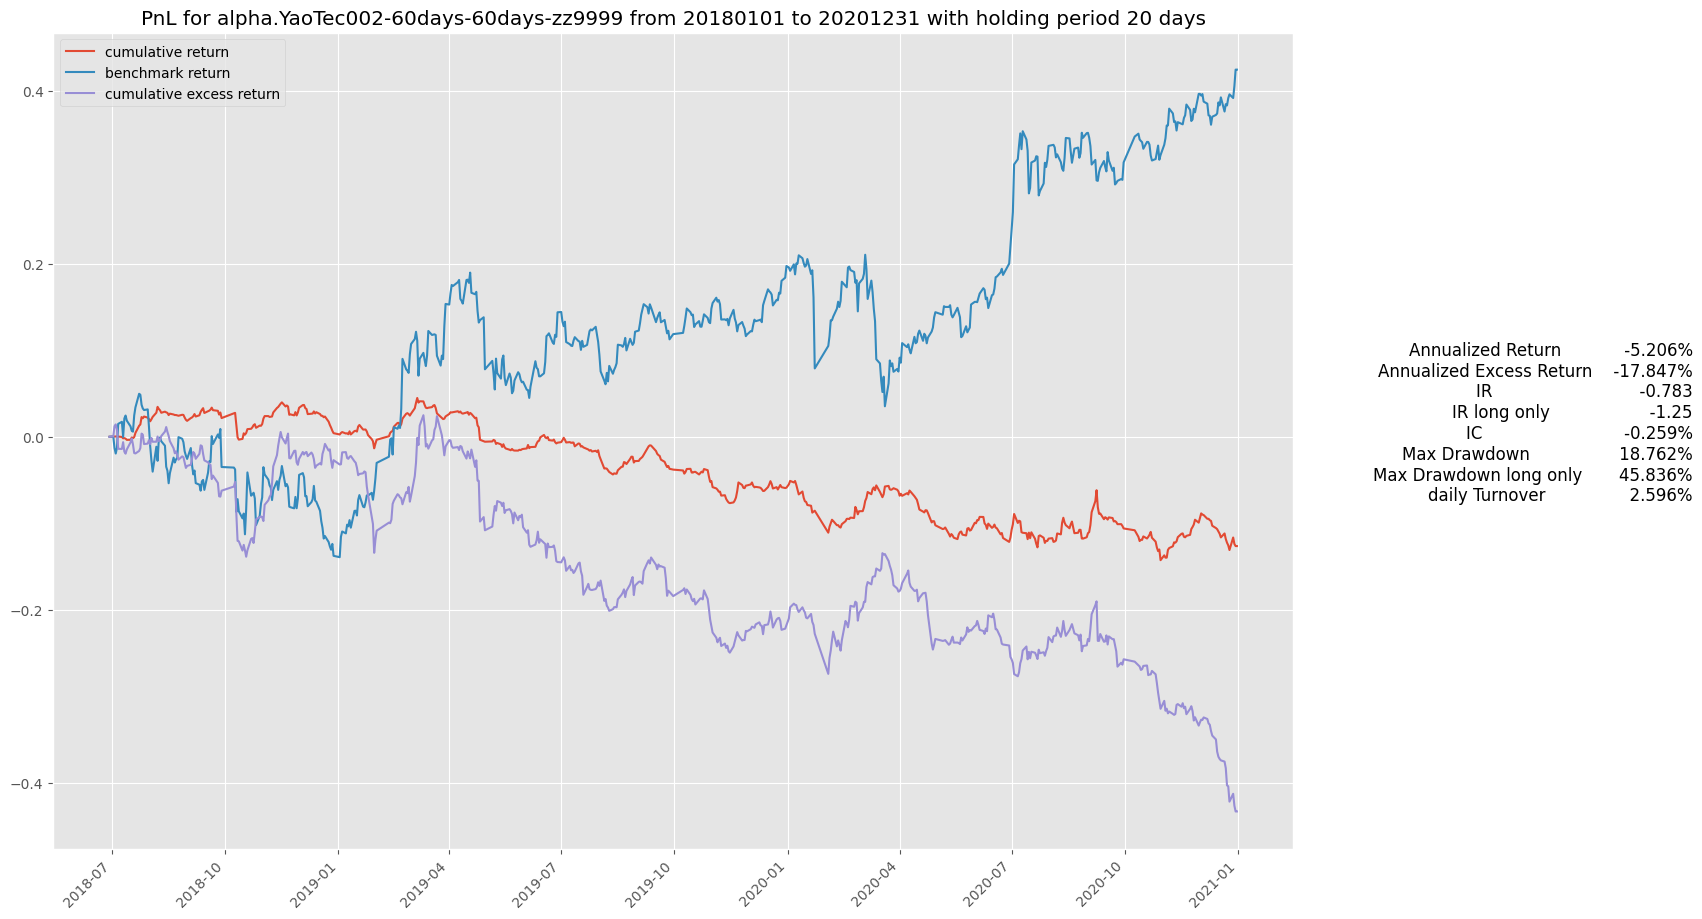 PnL for alpha.YaoTec002-60days-60days-zz9999 from 20180101 to 20201231 with holding period 20 days
cumulative return
benchmark return
cumulative excess return
0.4
0.2
0.0
−0.2
−0.4
2018-07
2018-10
2019-01
2019-04
2019-07
2019-10
2020-01
2020-04
2020-07
2020-10
2021-01
Annualized Return -5.206%
Annualized Excess Return -17.847%
IR -0.783
IR long only -1.25
IC -0.259%
Max Drawdown 18.762%
Max Drawdown long only 45.836%
daily Turnover 2.596%